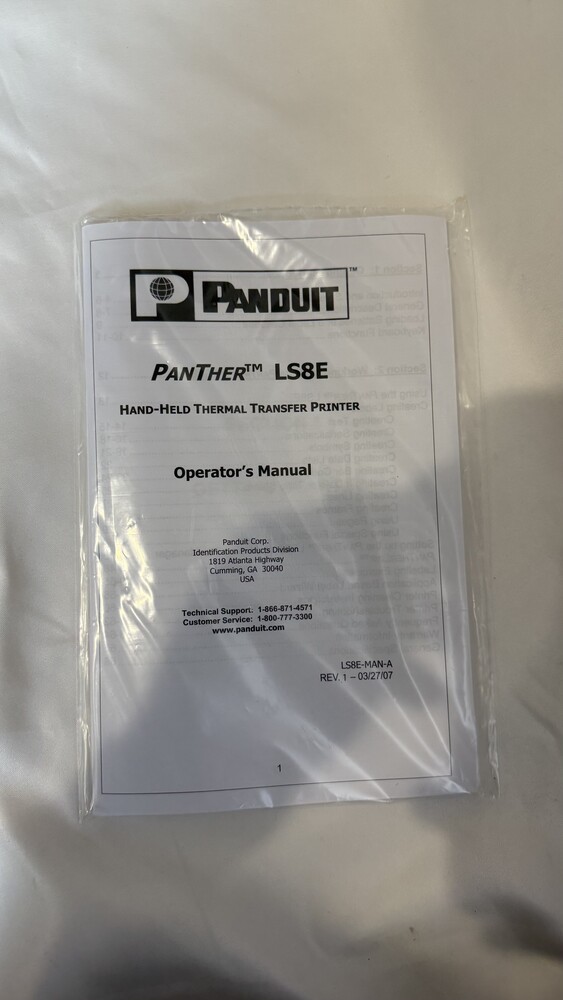 P PANDUIT™
PANTHER™ LS8E
HAND-HELD THERMAL TRANSFER PRINTER
Operator's Manual
Panduit Corp.
Identification Products Division
1819 Atlanta Highway
Cumming, GA 30040
USA
Technical Support: 1-866-871-4571
Customer Service: 1-800-777-3300
www.panduit.com
LS8E-MAN-A
REV. 1 – 03/27/07
1